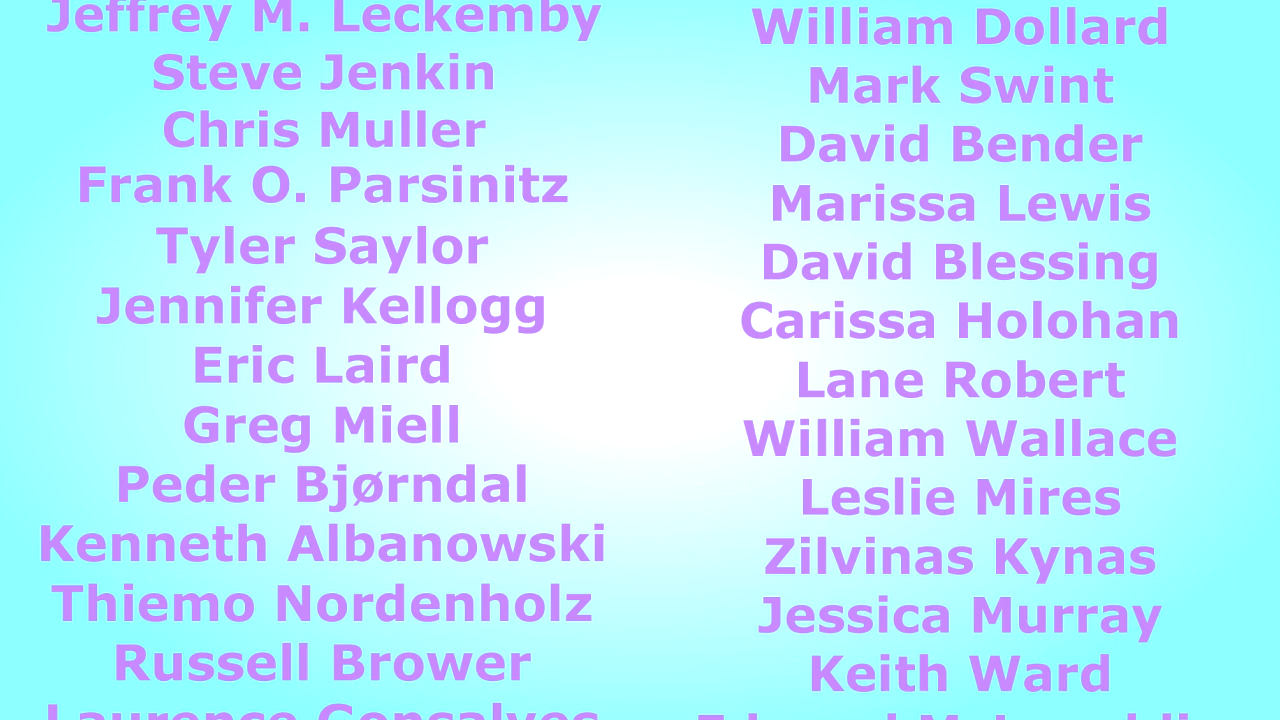 Jeffrey M. Leckemby
Steve Jenkin
Chris Muller
Frank O. Parsinitz
Tyler Saylor
Jennifer Kellogg
Eric Laird
Greg Miell
Peder Bjørndal
Kenneth Albanowski
Thiemo Nordenholz
Russell Brower
Laurence Gonsalves
William Dollard
Mark Swint
David Bender
Marissa Lewis
David Blessing
Carissa Holohan
Lane Robert
William Wallace
Leslie Mires
Zilvinas Kynas
Jessica Murray
Keith Ward